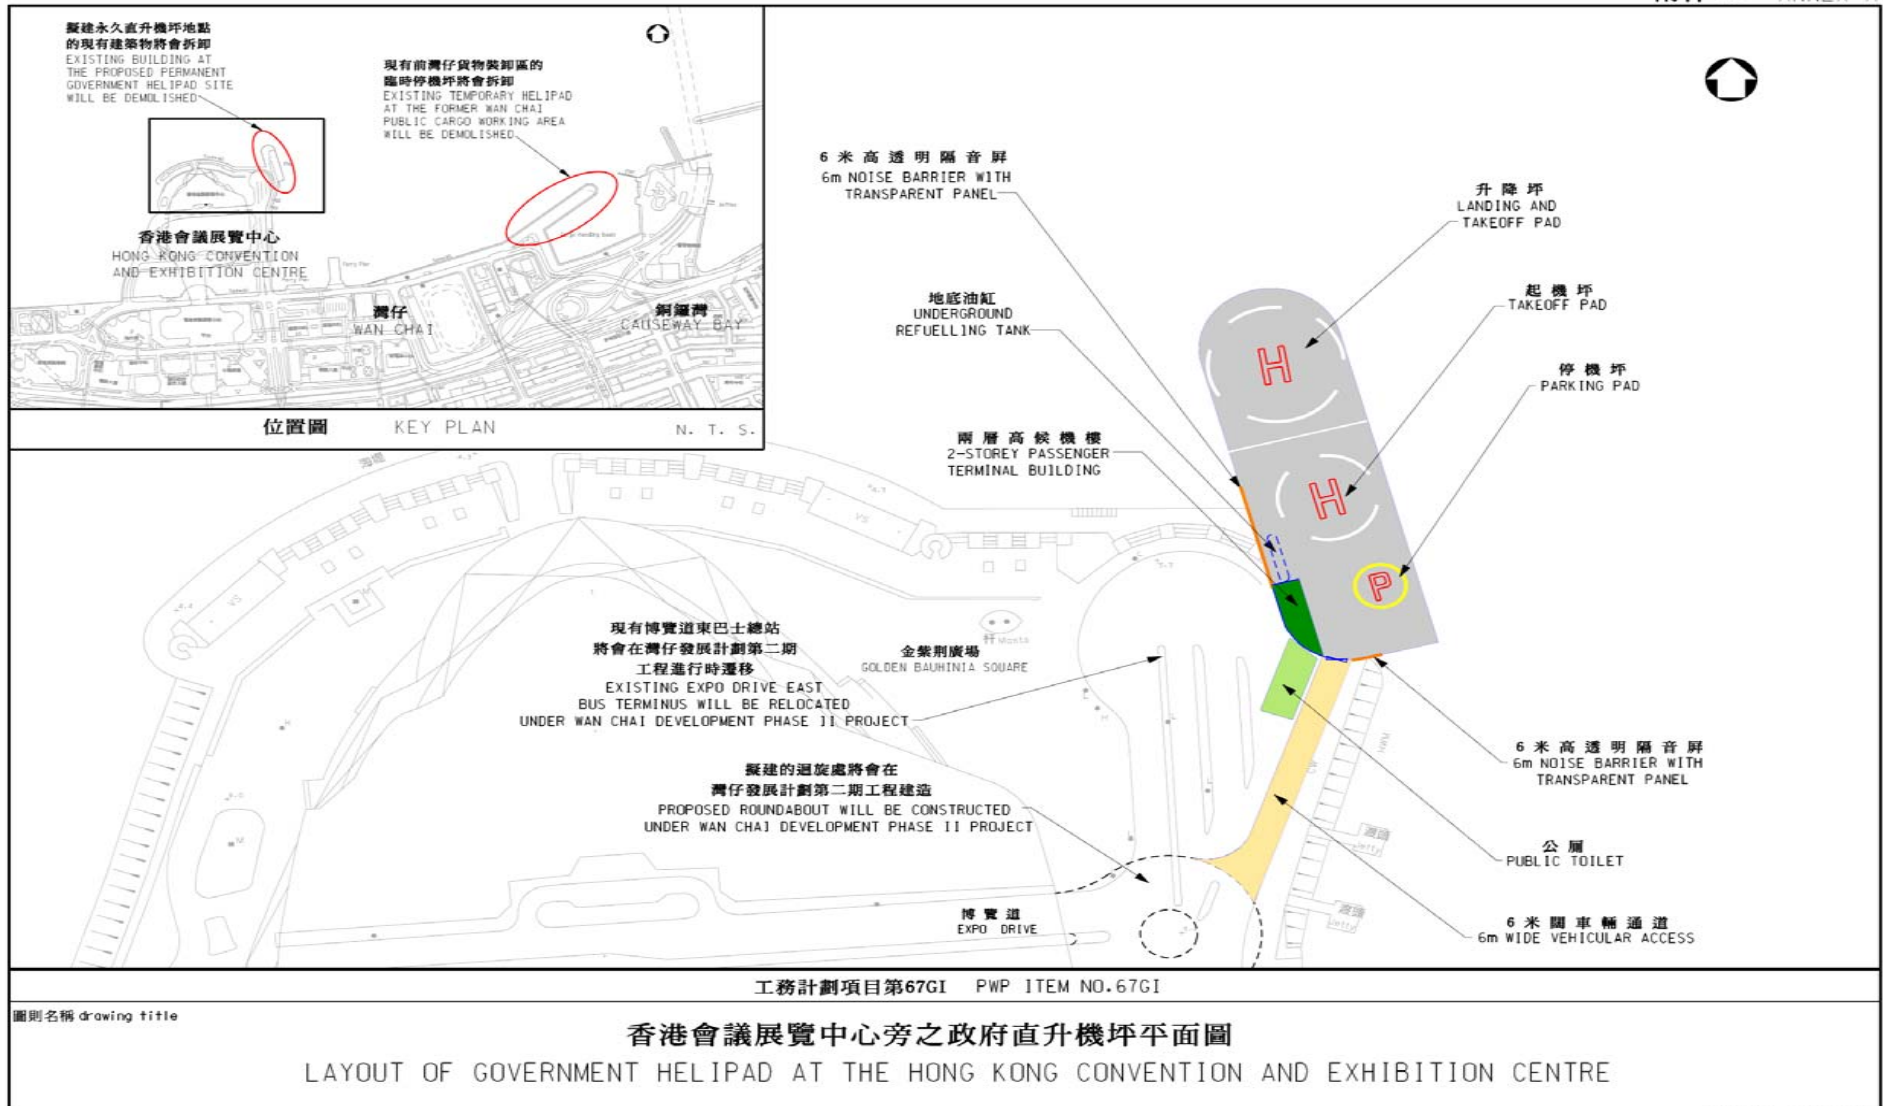 擬建永久直升機坪地點
的現有建築物將會拆卸
EXISTING BUILDING AT
THE PROPOSED PERMANENT
GOVERNMENT HELIPAD SITE
WILL BE DEMOLISHED
現有前灣仔貨物裝卸區的
臨時停機坪將會拆卸
EXISTING TEMPORARY HELIPAD
AT THE FORMER WAN CHAI
PUBLIC CARGO WORKING AREA
WILL BE DEMOLISHED
香港會議展覽中心
HONG KONG CONVENTION
AND EXHIBITION CENTRE
灣仔
WAN CHAI
銅鑼灣
CAUSEWAY BAY
位置圖 KEY PLAN N. T. S.
6 米高透明隔音屏
6m NOISE BARRIER WITH
TRANSPARENT PANEL
地底油缸
UNDERGROUND
REFUELLING TANK
兩層高候機樓
2-STOREY PASSENGER
TERMINAL BUILDING
升降坪
LANDING AND
TAKEOFF PAD
起機坪
TAKEOFF PAD
停機坪
PARKING PAD
H
H
P
海堤
VS
VS
現有博覽道東巴士總站
將會在灣仔發展計劃第二期
工程進行時遷移
EXISTING EXPO DRIVE EAST
BUS TERMINUS WILL BE RELOCATED
UNDER WAN CHAI DEVELOPMENT PHASE II PROJECT
金紫荊廣場
GOLDEN BAUHINIA SQUARE
擬建的迴旋處將會在
灣仔發展計劃第二期工程建造
PROPOSED ROUNDABOUT WILL BE CONSTRUCTED
UNDER WAN CHAI DEVELOPMENT PHASE II PROJECT
6 米高透明隔音屏
6m NOISE BARRIER WITH
TRANSPARENT PANEL
公厠
PUBLIC TOILET
6 米闊車輛通道
6m WIDE VEHICULAR ACCESS
Jetty
Jetty
博覽道
EXPO DRIVE
工務計劃項目第67GI PWP ITEM NO.67GI
圖則名稱 drawing title
香港會議展覽中心旁之政府直升機坪平面圖
LAYOUT OF GOVERNMENT HELIPAD AT THE HONG KONG CONVENTION AND EXHIBITION CENTRE